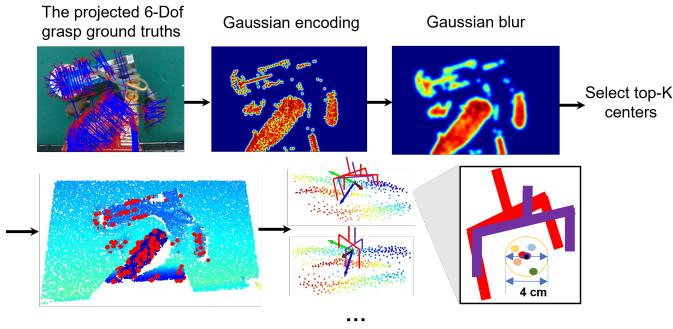 The projected 6-Dof
grasp ground truths
Gaussian encoding
Gaussian blur
Select top-K
centers
4 cm
...